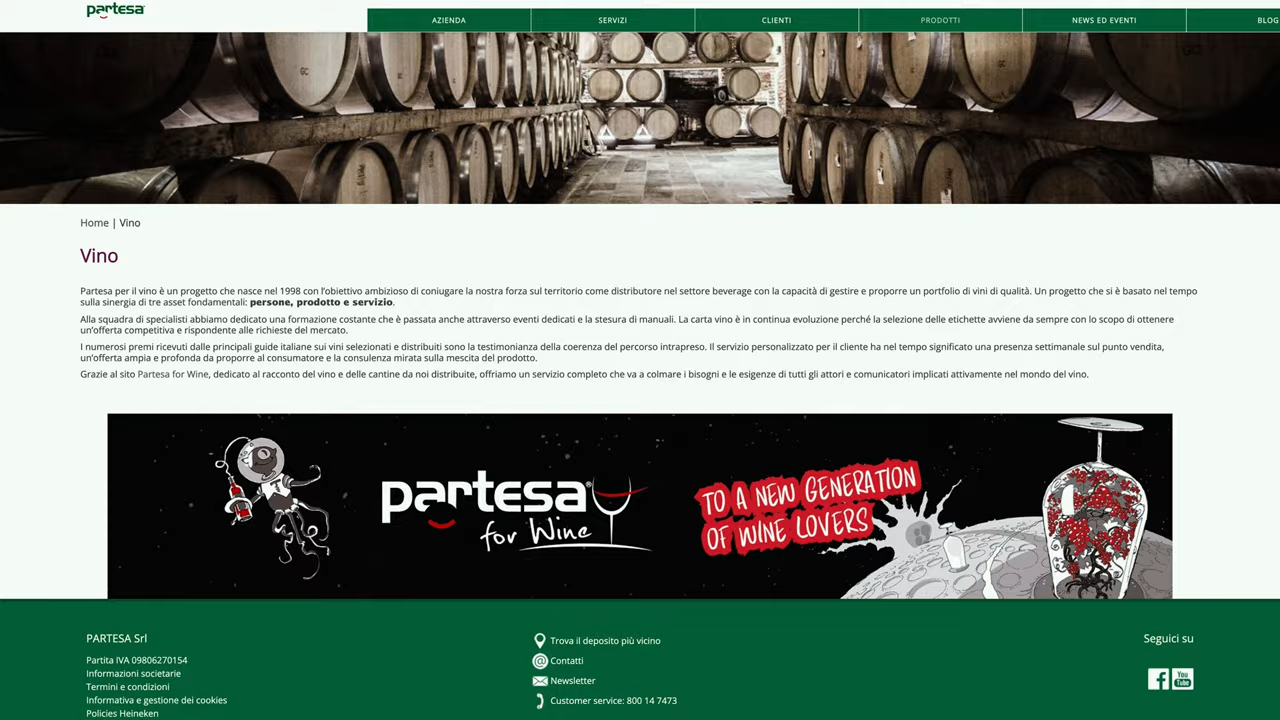 partesa
AZIENDA
SERVIZI
CLIENTI
PRODOTTI
NEWS ED EVENTI
BLOG
GC
GC
Home | Vino
Vino
Partesa per il vino è un progetto che nasce nel 1998 con l'obiettivo ambizioso di coniugare la nostra forza sul territorio come distributore nel settore beverage con la capacità di gestire e proporre un portfolio di vini di qualità. Un progetto che si è basato nel tempo
sulla sinergia di tre asset fondamentali: persone, prodotto e servizio.
Alla squadra di specialisti abbiamo dedicato una formazione costante che è passata anche attraverso eventi dedicati e la stesura di manuali. La carta vino è in continua evoluzione perché la selezione delle etichette avviene da sempre con lo scopo di ottenere
un'offerta competitiva e rispondente alle richieste del mercato.
I numerosi premi ricevuti dalle principali guide italiane sui vini selezionati e distribuiti sono la testimonianza della coerenza del percorso intrapreso. Il servizio personalizzato per il cliente ha nel tempo significato una presenza settimanale sul punto vendita,
un'offerta ampia e profonda da proporre al consumatore e la consulenza mirata sulla mescita del prodotto.
Grazie al sito Partesa for Wine, dedicato al racconto del vino e delle cantine da noi distribuite, offriamo un servizio completo che va a colmare i bisogni e le esigenze di tutti gli attori e comunicatori implicati attivamente nel mondo del vino.
partesa®
for Wine
TO A NEW GENERATION
OF WINE LOVERS
PARTESA Srl
Partita IVA 09806270154
Informazioni societarie
Termini e condizioni
Informativa e gestione dei cookies
Policies Heineken
Trova il deposito più vicino
Contatti
Newsletter
Customer service: 800 14 7473
Seguici su
You
Tube